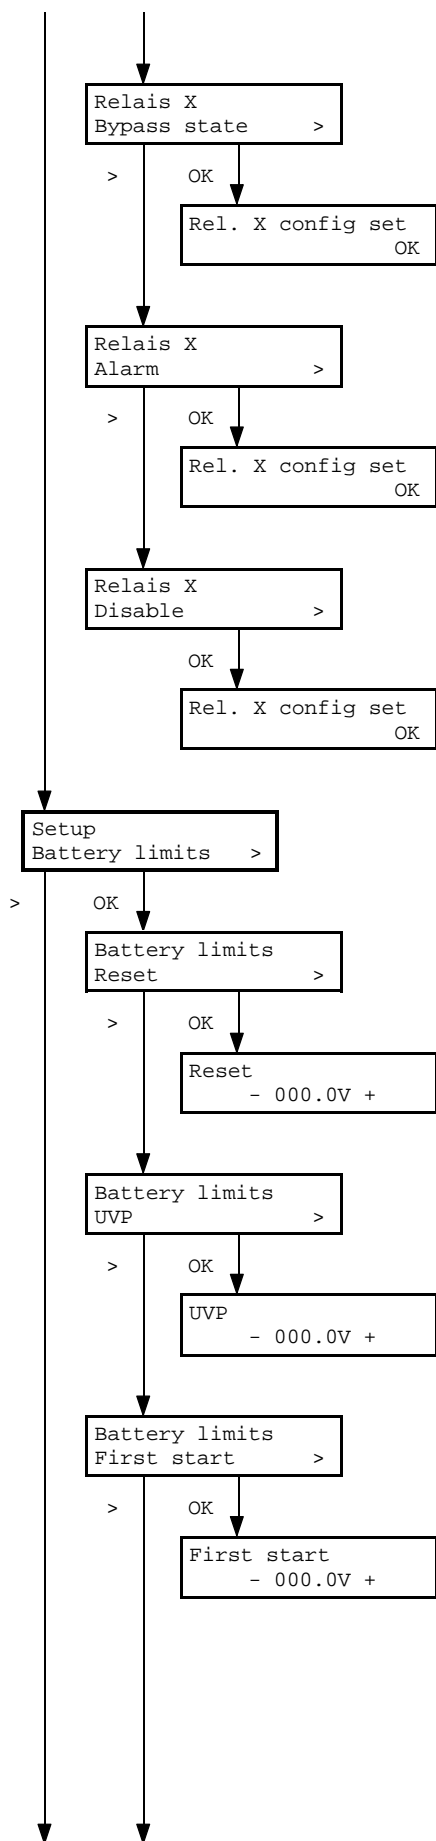 Relais X
Bypass state >
> OK
Rel. X config set
OK
Relais X
Alarm >
> OK
Rel. X config set
OK
Relais X
Disable >
OK
Rel. X config set
OK
Setup
Battery limits >
> OK
Battery limits
Reset >
> OK
Reset
- 000.0V +
Battery limits
UVP >
> OK
UVP
- 000.0V +
Battery limits
First start >
> OK
First start
- 000.0V +